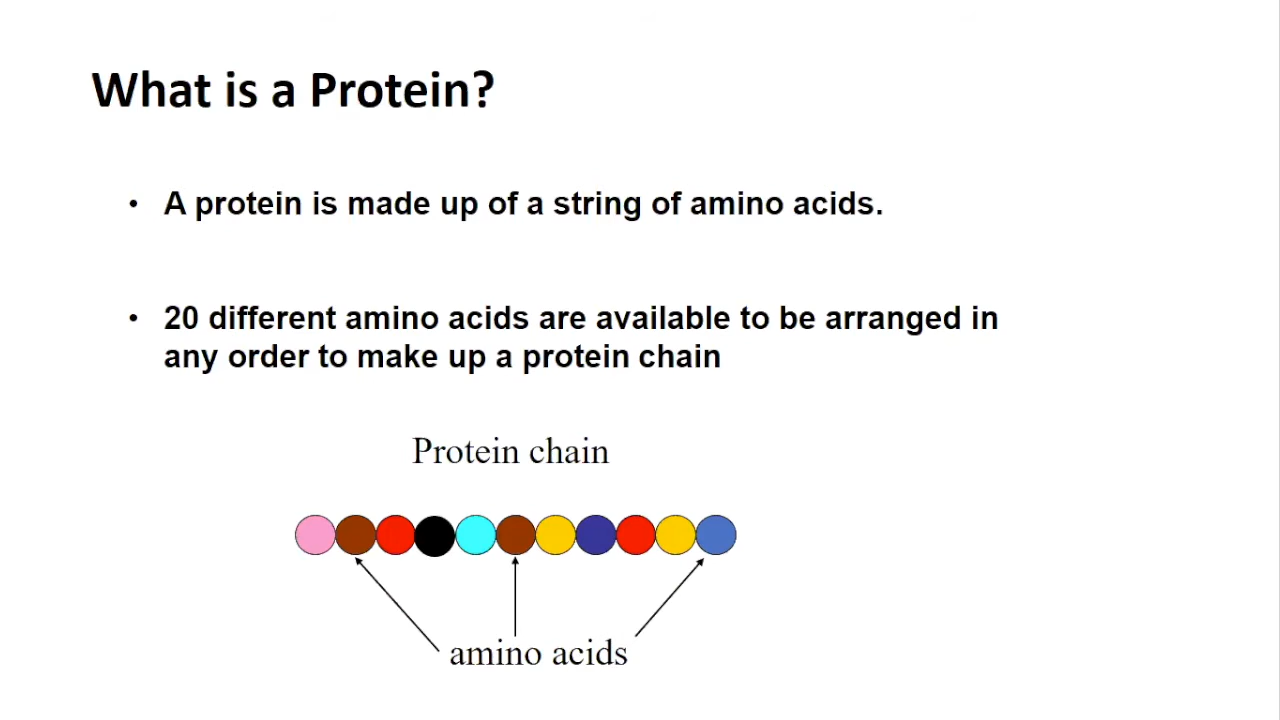 What is a Protein?
• A protein is made up of a string of amino acids.
• 20 different amino acids are available to be arranged in
any order to make up a protein chain
Protein chain
amino acids